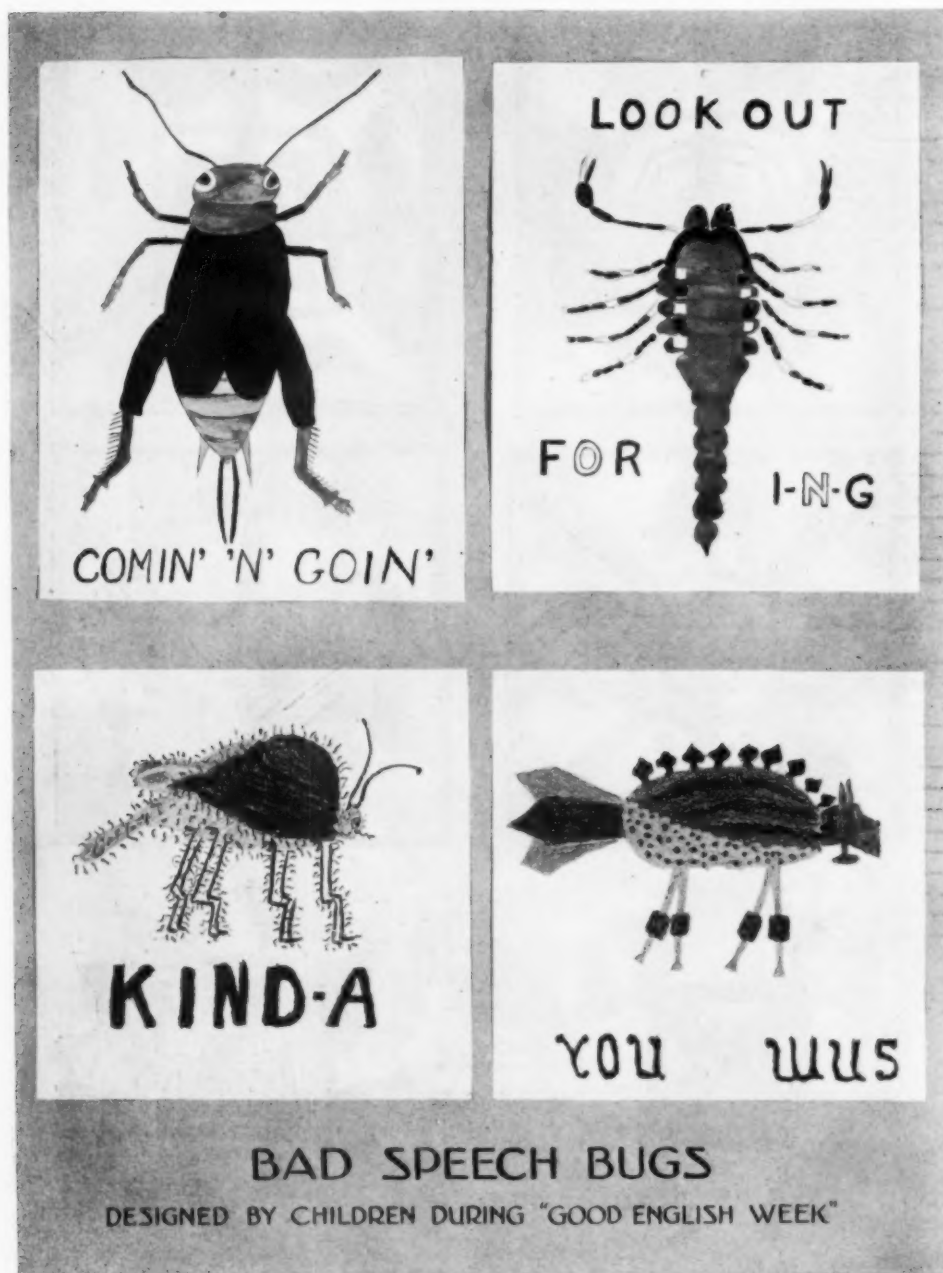 COMIN' 'N' GOIN'
LOOK OUT
FOR
I-N-G
KIND-A
YOU WUS
BAD SPEECH BUGS
DESIGNED BY CHILDREN DURING "GOOD ENGLISH WEEK"